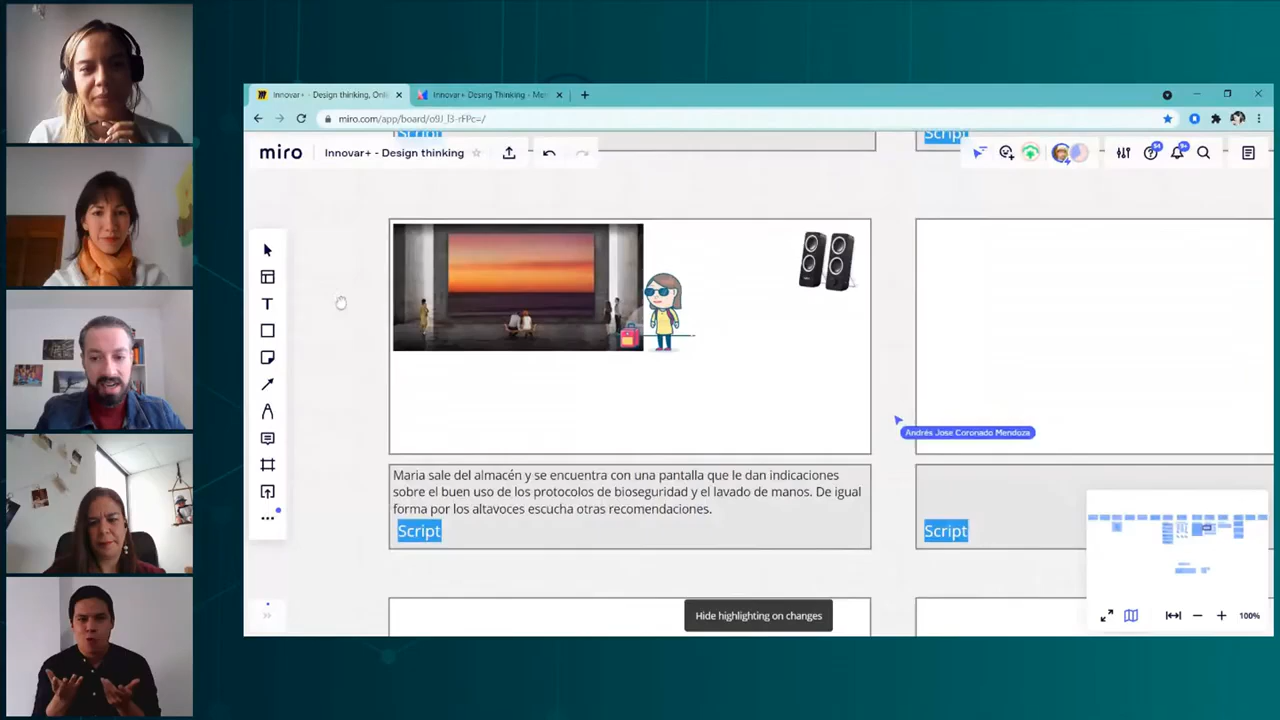 Innovar+ - Design thinking, Onli
Innovar+ Desing Thinking - Me
miro.com/app/board/o9J_l3-rFPc=/
Script
Script
miro
Innovar+ - Design thinking
Andrés Jose Coronado Mendoza
Maria sale del almacén y se encuentra con una pantalla que le dan indicaciones
sobre el buen uso de los protocolos de bioseguridad y el lavado de manos. De igual
forma por los altavoces escucha otras recomendaciones.
Script
Script
Hide highlighting on changes
100%